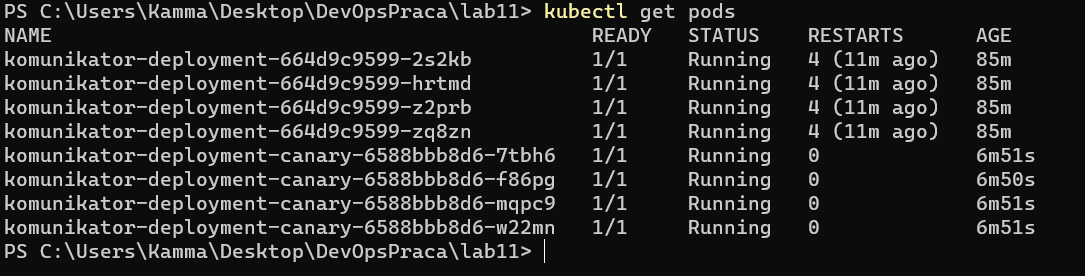 PS C:\Users\Kamma\Desktop\DevOpsPraca\lab11> kubectl get pods
NAME READY STATUS RESTARTS AGE
komunikator-deployment-664d9c9599-2s2kb 1/1 Running 4 (11m ago) 85m
komunikator-deployment-664d9c9599-hrtmd 1/1 Running 4 (11m ago) 85m
komunikator-deployment-664d9c9599-z2prb 1/1 Running 4 (11m ago) 85m
komunikator-deployment-664d9c9599-zq8zn 1/1 Running 4 (11m ago) 85m
komunikator-deployment-canary-6588bbb8d6-7tbh6 1/1 Running 0 6m51s
komunikator-deployment-canary-6588bbb8d6-f86pg 1/1 Running 0 6m50s
komunikator-deployment-canary-6588bbb8d6-mqpc9 1/1 Running 0 6m51s
komunikator-deployment-canary-6588bbb8d6-w22mn 1/1 Running 0 6m51s
PS C:\Users\Kamma\Desktop\DevOpsPraca\lab11>